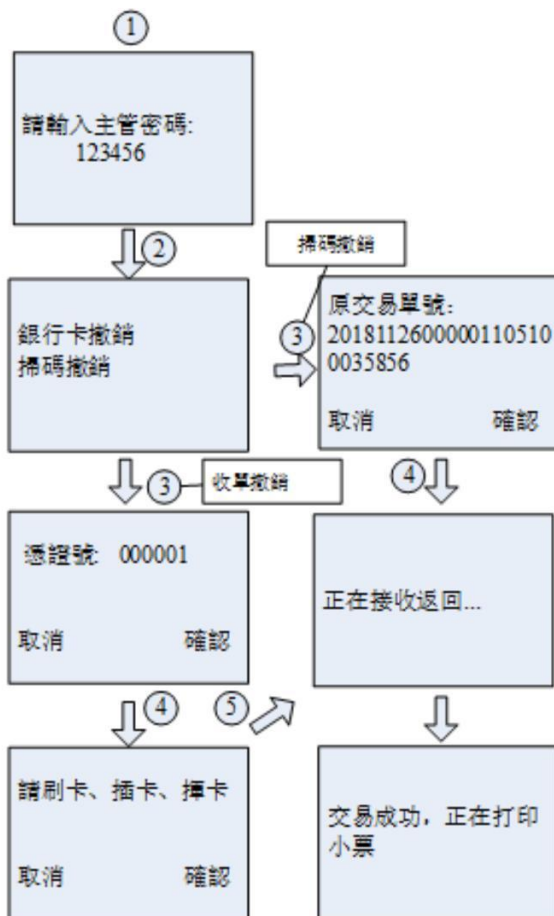 1
請輸入主管密碼:
123456
2
掃碼撤銷
銀行卡撤銷
掃碼撤銷
3
原交易單號:
2018112600000110510
0035856
取消 確認
3
收單撤銷
4
憑證號: 000001
取消 確認
正在接收返回...
4
5
請刷卡、插卡、揮卡
取消 確認
交易成功，正在打印
小票